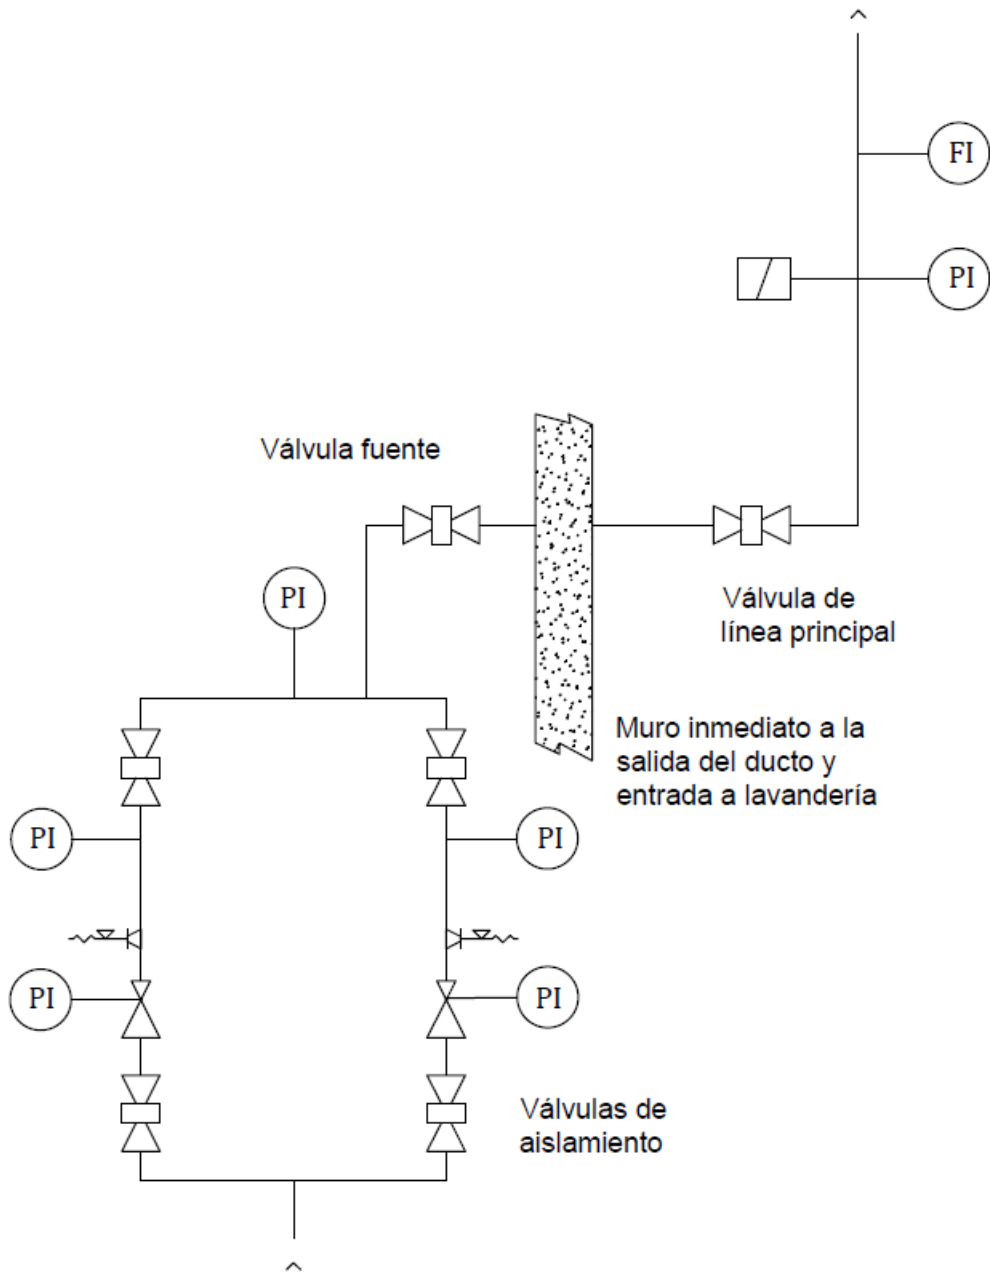 FI
PI
Válvula fuente
PI
Válvula de
línea principal
Muro inmediato a la
salida del ducto y
entrada a lavandería
PI
PI
PI
PI
Válvulas de
aislamiento